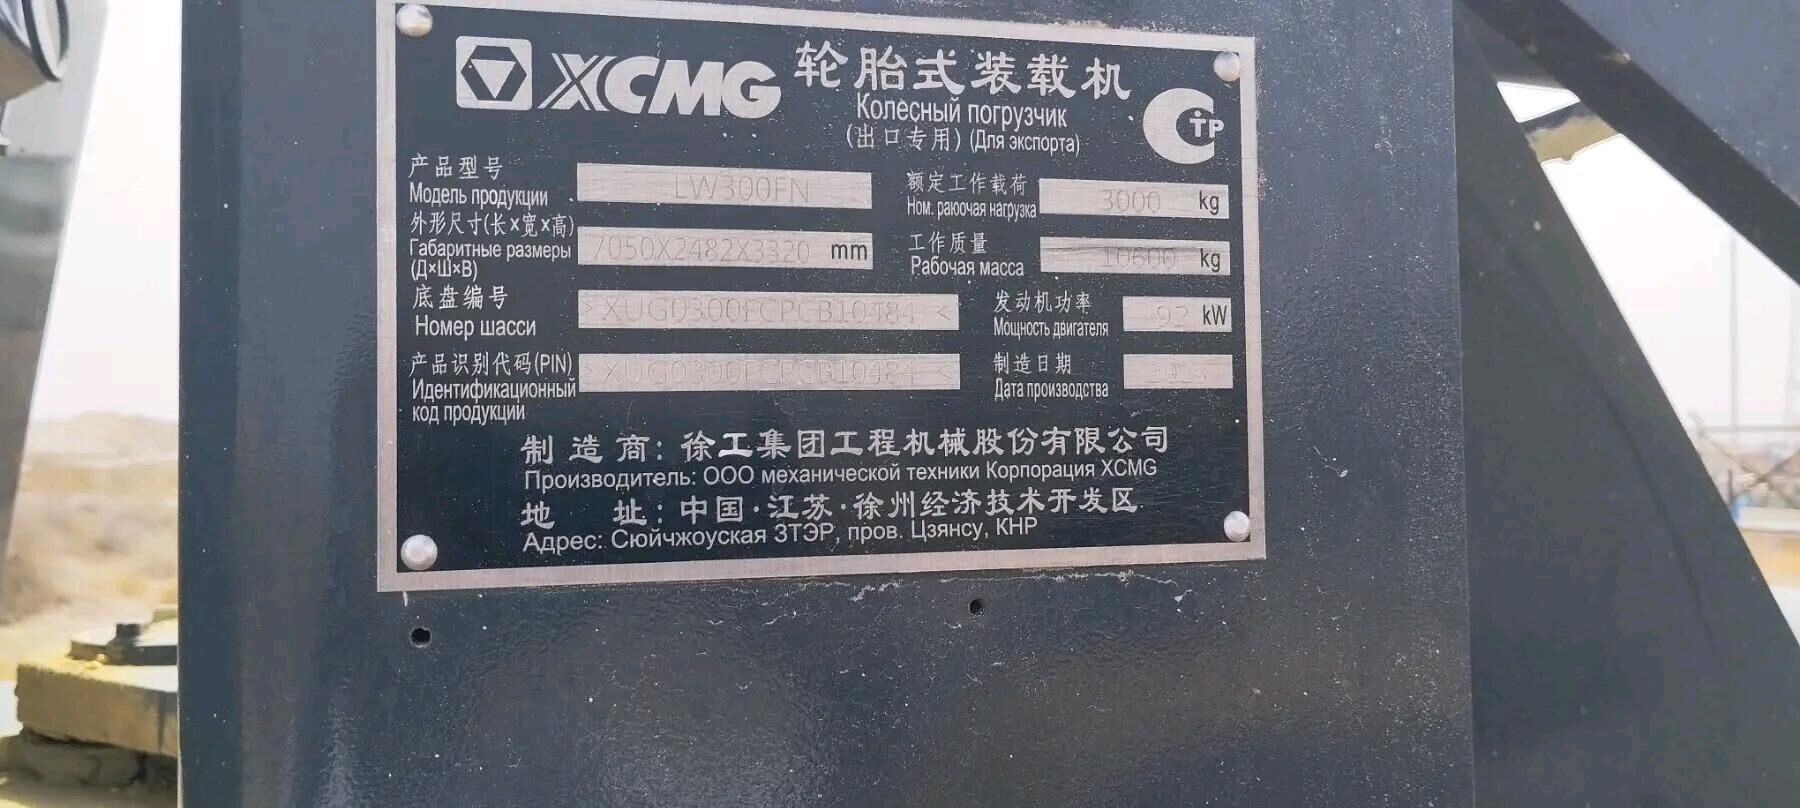 XCMG 轮胎式装载机
Колесный погрузчик
(出口专用) (Для экспорта)
СТР
产品型号
Модель продукции
LW300FN
额定工作载荷
Ном. раюочая нагрузка
3000 kg
外形尺寸(长×宽×高)
Габаритные размеры
(Д×Ш×В)
7050X2482X3320 mm
工作质量
Рабочая масса
10600 kg
底盘编号
Номер шасси
>XUG0300FCPCB10484<
发动机功率
Мощность двигателя
92 kW
产品识别代码(PIN)
Идентификационный
код продукции
>XUG0300FCPCB10484<
制造日期
Дата производства
制造商: 徐工集团工程机械股份有限公司
Производитель: ООО механической техники Корпорация XCMG
地 址: 中国·江苏·徐州经济技术开发区
Адрес: Сюйчжоуская ЗТЭР, пров. Цзянсу, КНР